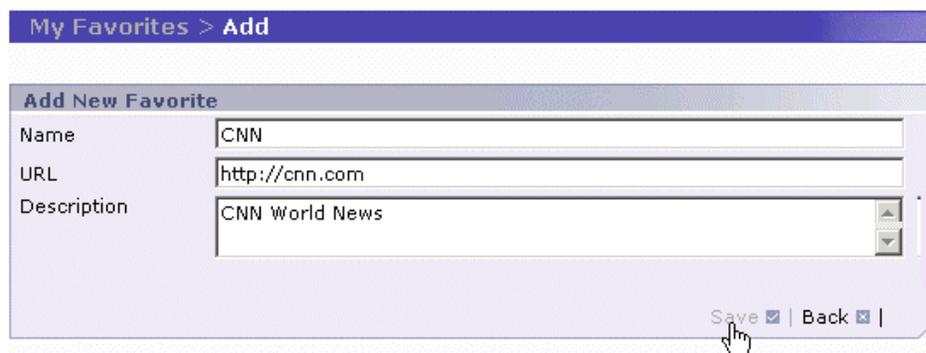 My Favorites > Add
Add New Favorite
Name CNN
URL http://cnn.com
Description CNN World News
Save | Back |